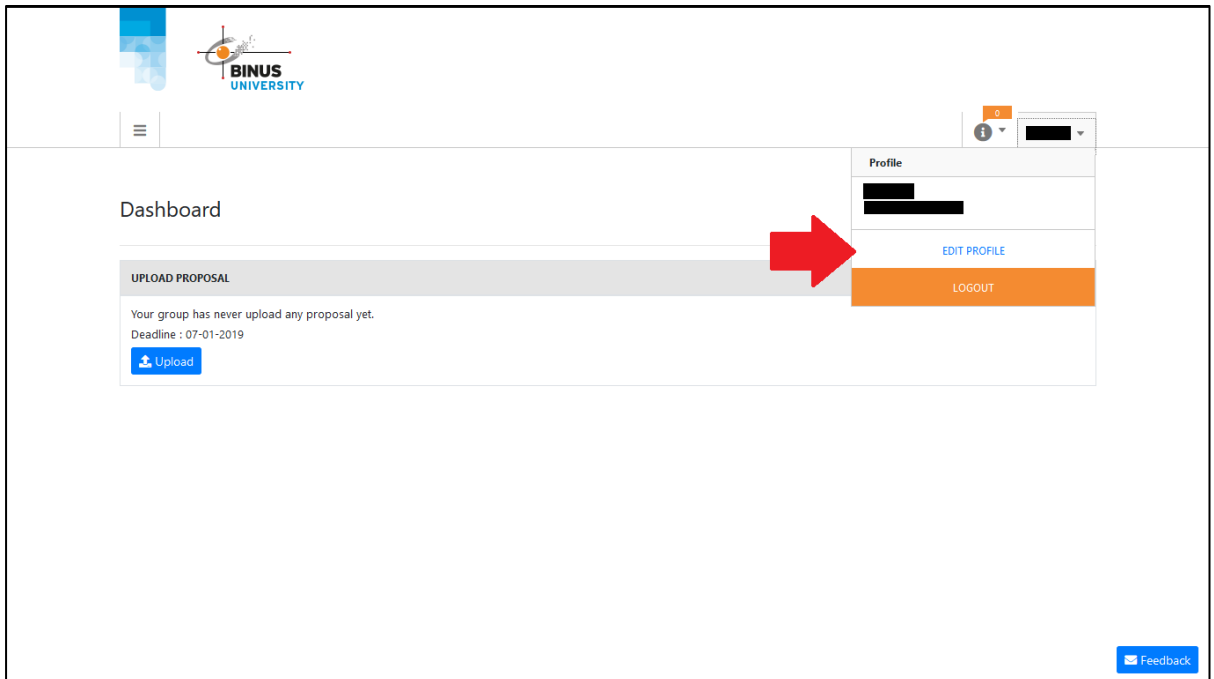 BINUS
UNIVERSITY
0
Profile
Dashboard
EDIT PROFILE
LOGOUT
UPLOAD PROPOSAL
Your group has never upload any proposal yet.
Deadline : 07-01-2019
Upload
Feedback